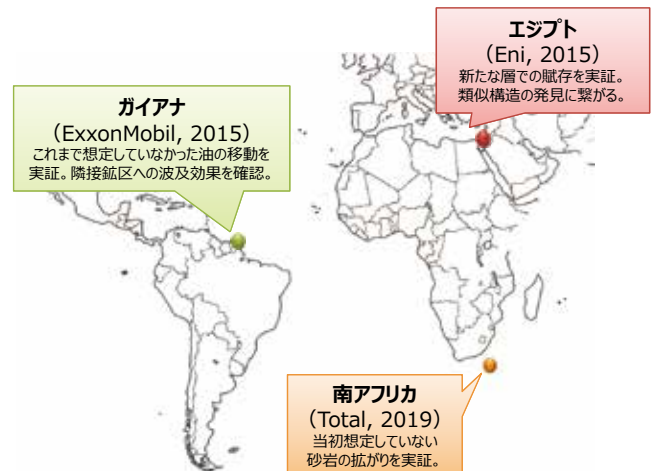 エジプト
（Eni, 2015）
新たな層での賦存を実証。
類似構造の発見に繋がる。
ガイアナ
（ExxonMobil, 2015）
これまで想定していなかった油の移動を
実証。隣接鉱区への波及効果を確認。
南アフリカ
（Total, 2019）
当初想定していない
砂岩の拡がりを実証。